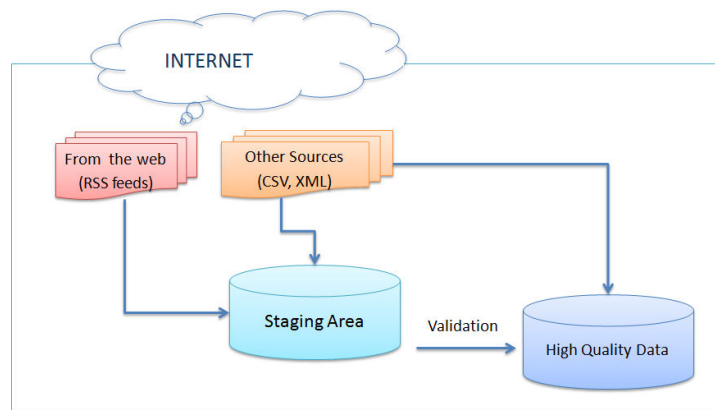 INTERNET
From the web
(RSS feeds)
Other Sources
(CSV, XML)
Staging Area
Validation
High Quality Data